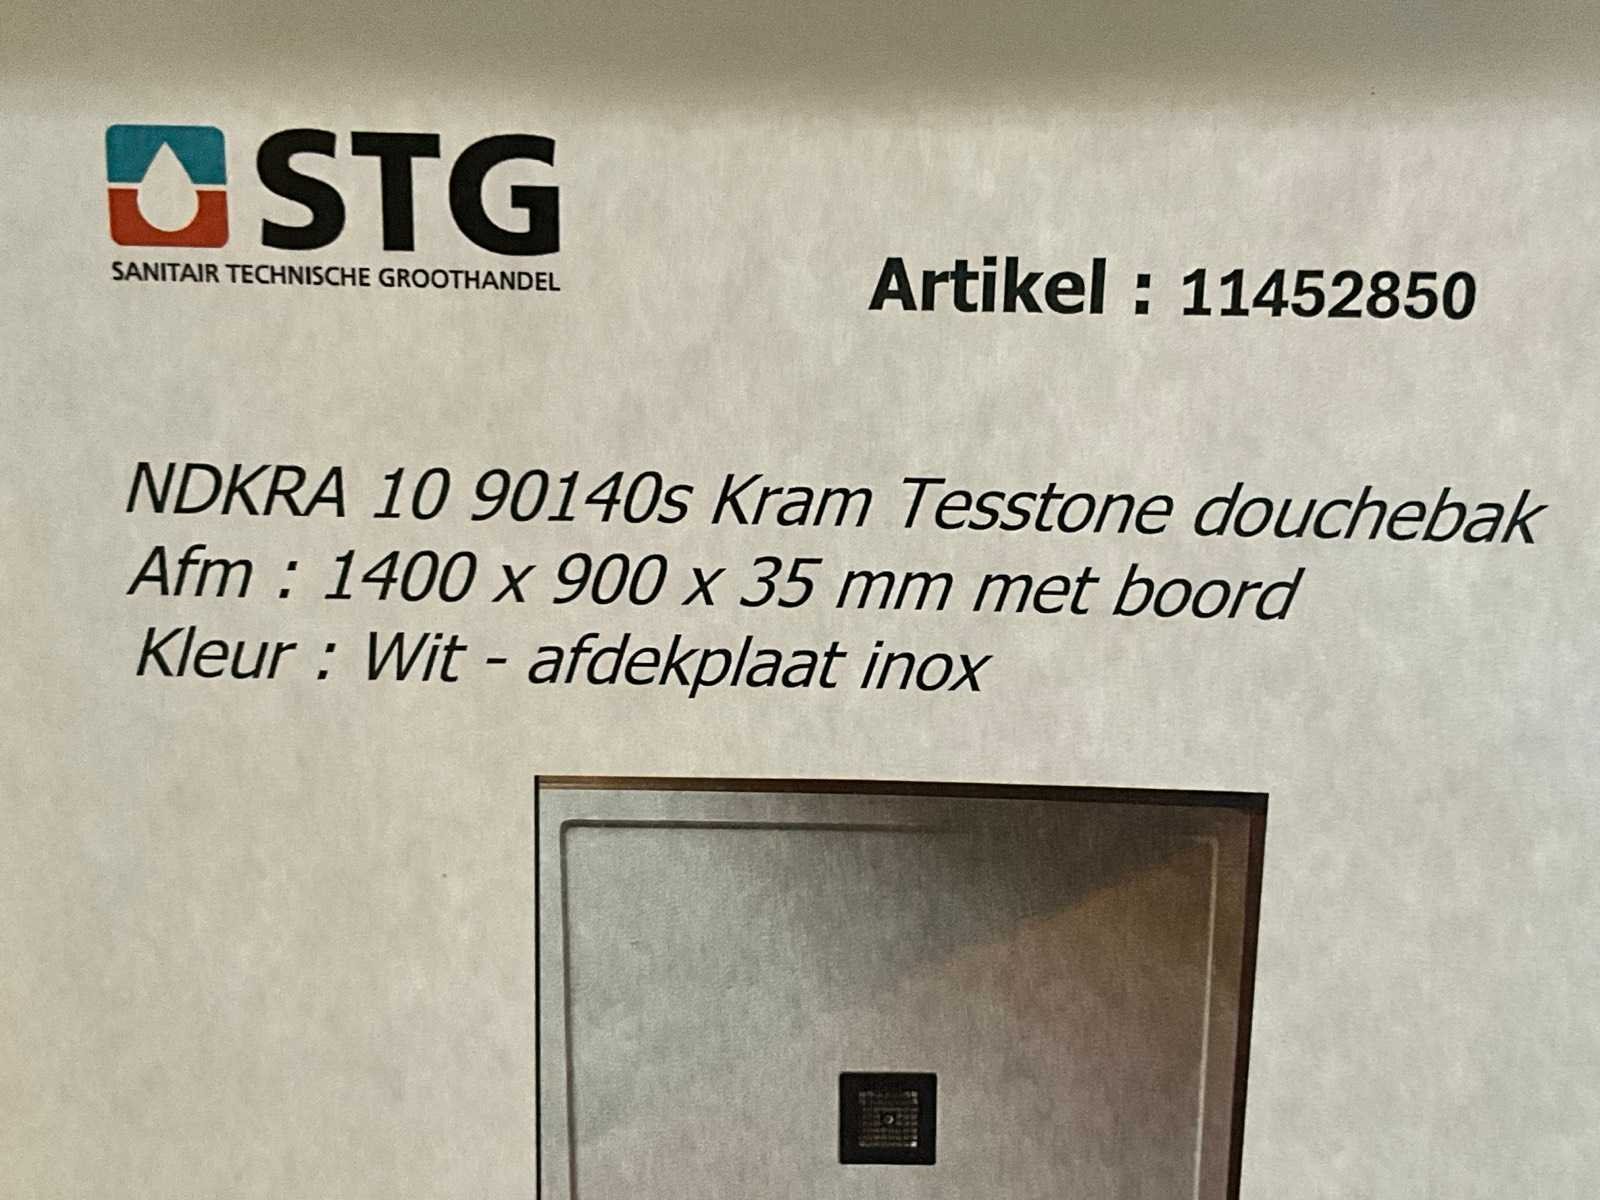 STG
SANITAIR TECHNISCHE GROOTHANDEL
Artikel : 11452850
NDKRA 10 90140s Kram Tesstone douchebak
Afm : 1400 x 900 x 35 mm met boord
Kleur : Wit - afdekplaat inox